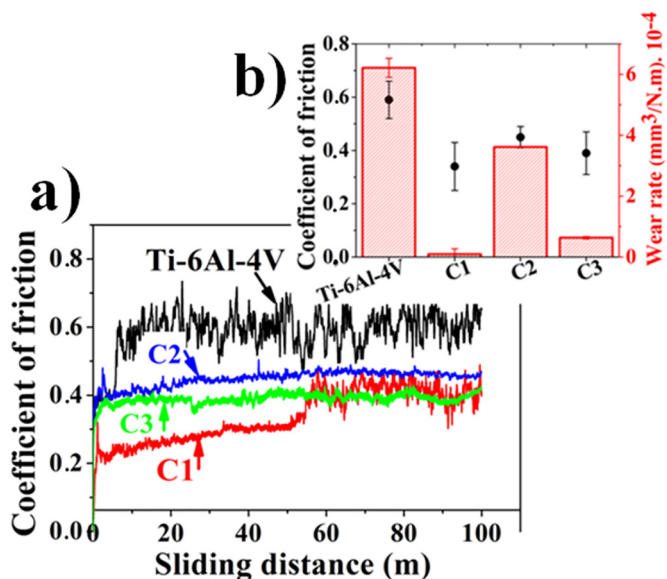 b)
Coefficient of friction
0.8
0.6
0.4
0.2
0.0
Ti-6Al-4V
C1
C2
C3
6
4
2
0
Wear rate (mm³/N.m). 10⁻⁴
a)
Coefficient of friction
0.8
0.6
0.4
0.2
0.0
Ti-6Al-4V
C2
C3
C1
0 20 40 60 80 100
Sliding distance (m)